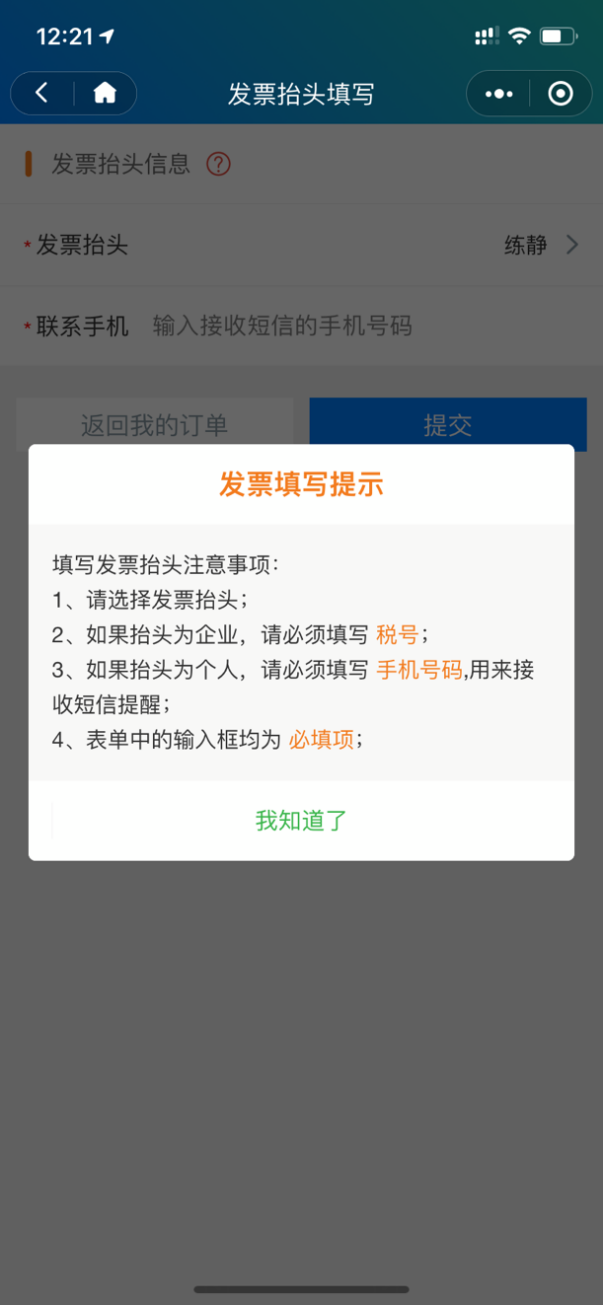 12:21
发票抬头填写
发票抬头信息 ?
*发票抬头 练静
*联系手机 输入接收短信的手机号码
返回我的订单 提交
发票填写提示
填写发票抬头注意事项:
1、请选择发票抬头;
2、如果抬头为企业，请必须填写 税号;
3、如果抬头为个人，请必须填写 手机号码,用来接
收短信提醒;
4、表单中的输入框均为 必填项;
我知道了